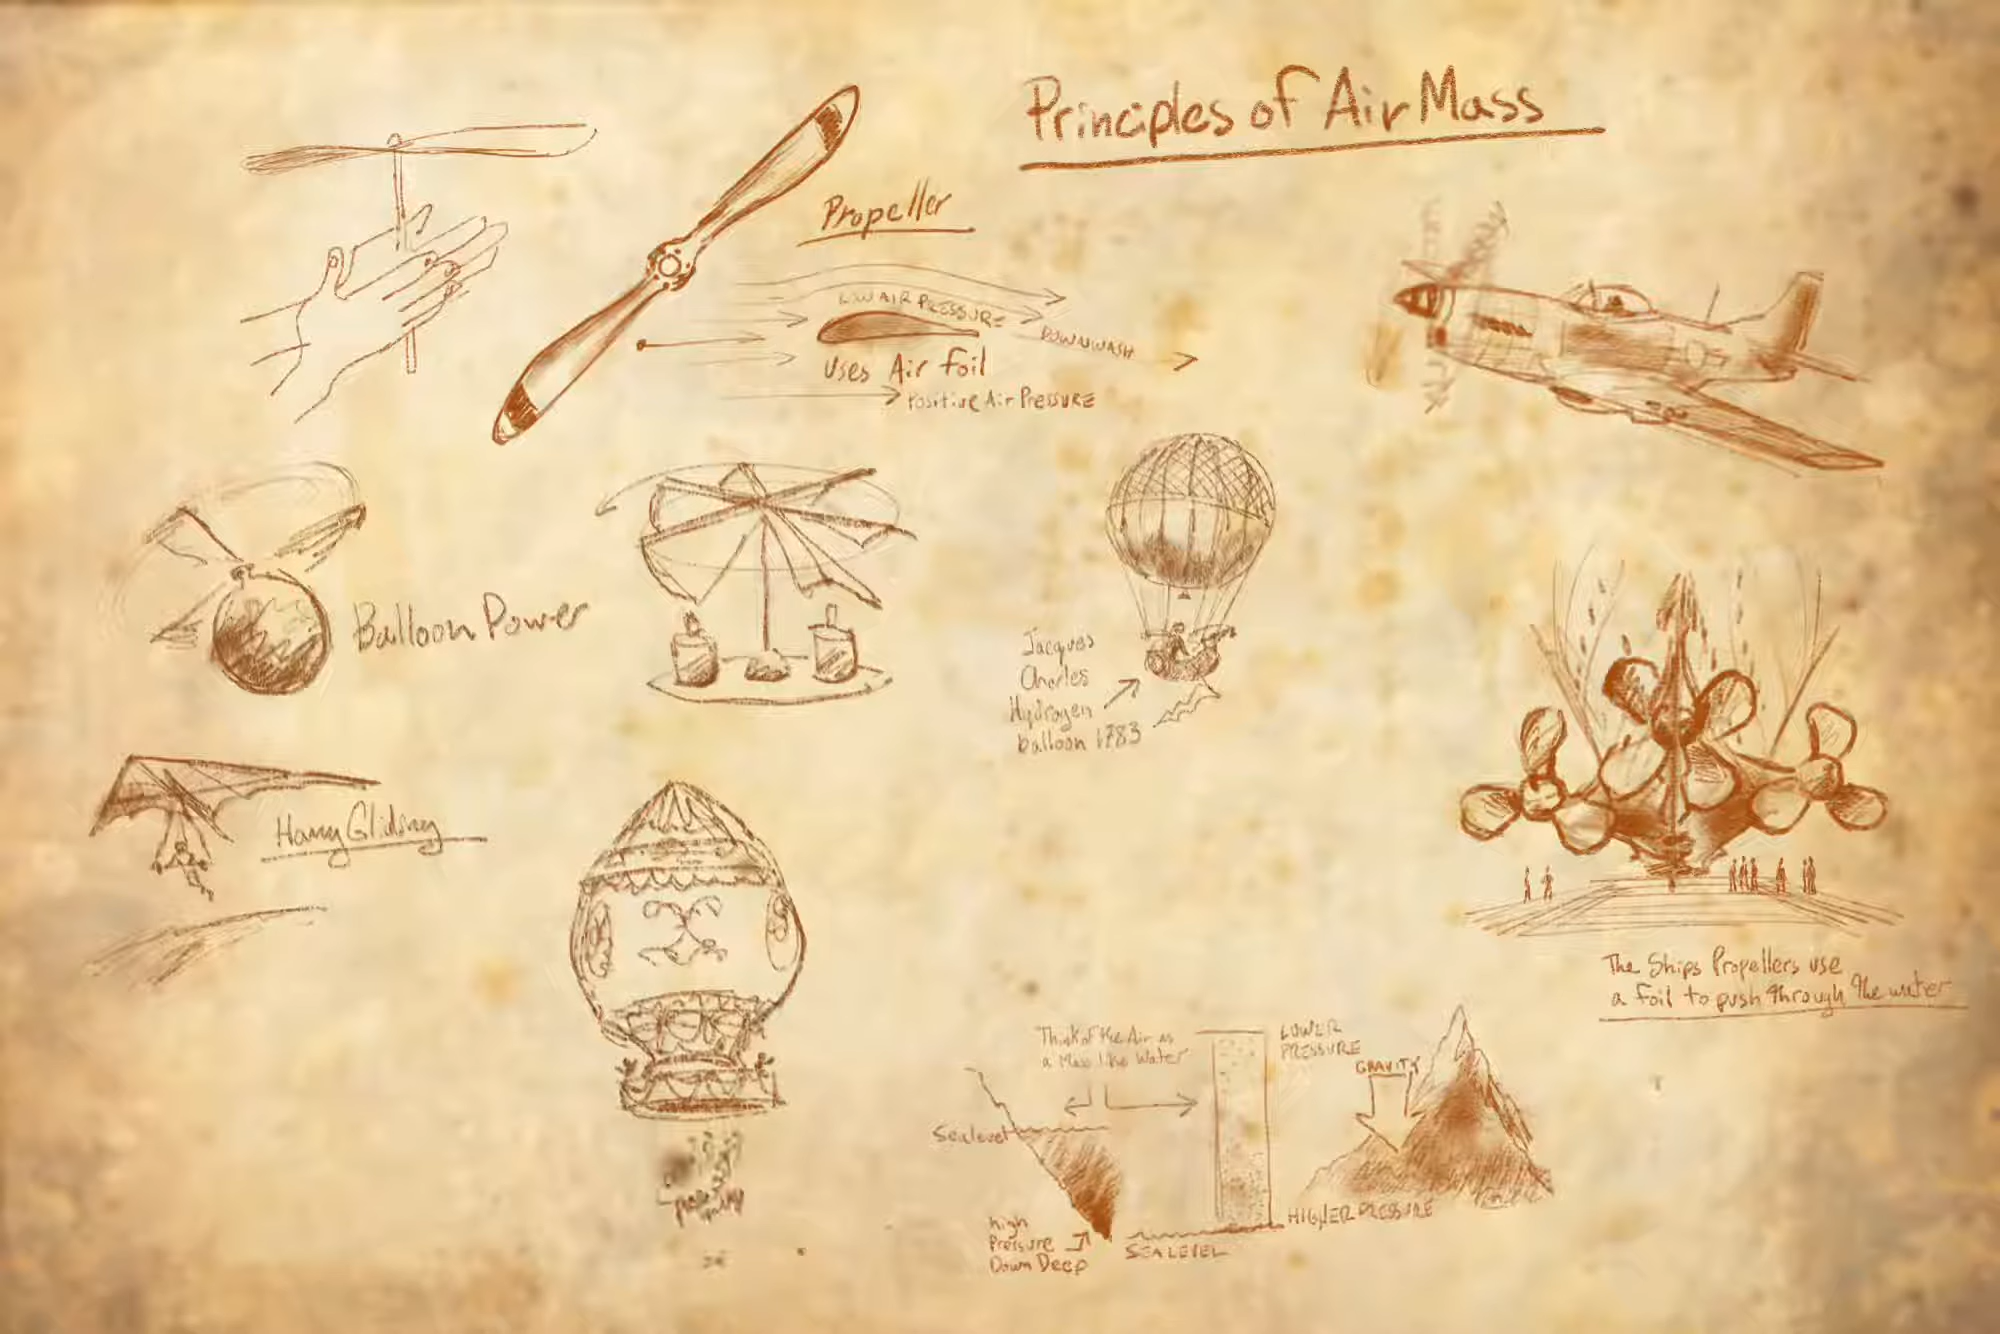 Principles of Air Mass
Propeller
LOW AIR PRESSURE
DOWNWASH
uses Air foil
Positive Air Pressure
Balloon Power
Jacques
Charles
Hydrogen
balloon 1783
Hang Gliding
The Ships Propellers use
a foil to push through the water
Think of the Air as
a Mass like Water
LOWER
PRESSURE
GRAVITY
Sealevel
HIGHER PRESSURE
high
Pressure
Down Deep
SEA LEVEL